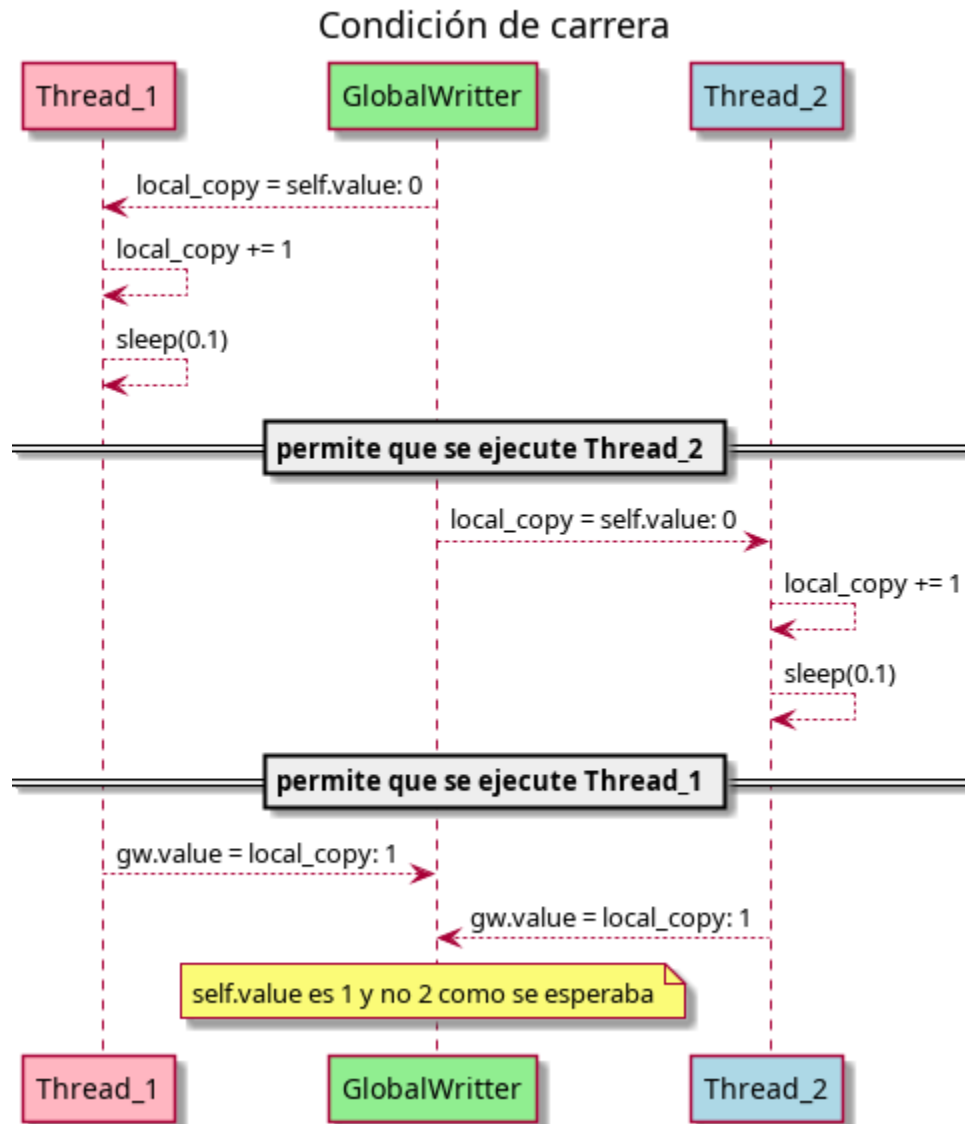 Condición de carrera
Thread_1
GlobalWritter
Thread_2
local_copy = self.value: 0
local_copy += 1
sleep(0.1)
permite que se ejecute Thread_2
local_copy = self.value: 0
local_copy += 1
sleep(0.1)
permite que se ejecute Thread_1
gw.value = local_copy: 1
gw.value = local_copy: 1
self.value es 1 y no 2 como se esperaba
Thread_1
GlobalWritter
Thread_2